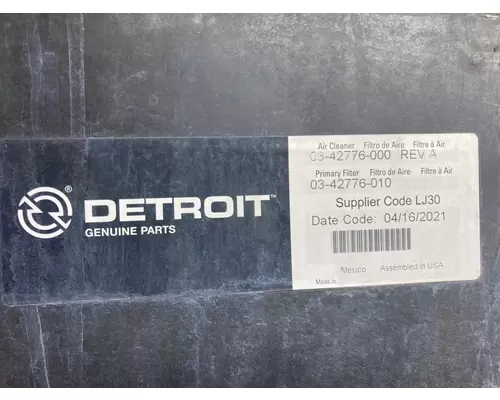 ®
DETROIT™
GENUINE PARTS
Air Cleaner Filtro de Aire Filtre à Air
03-42776-000 REV A
Primary Filter Filtro de Aire Filtre à Air
03-42776-010
Supplier Code LJ30
Date Code: 04/16/2021
Mexico Assembled in USA
Made in